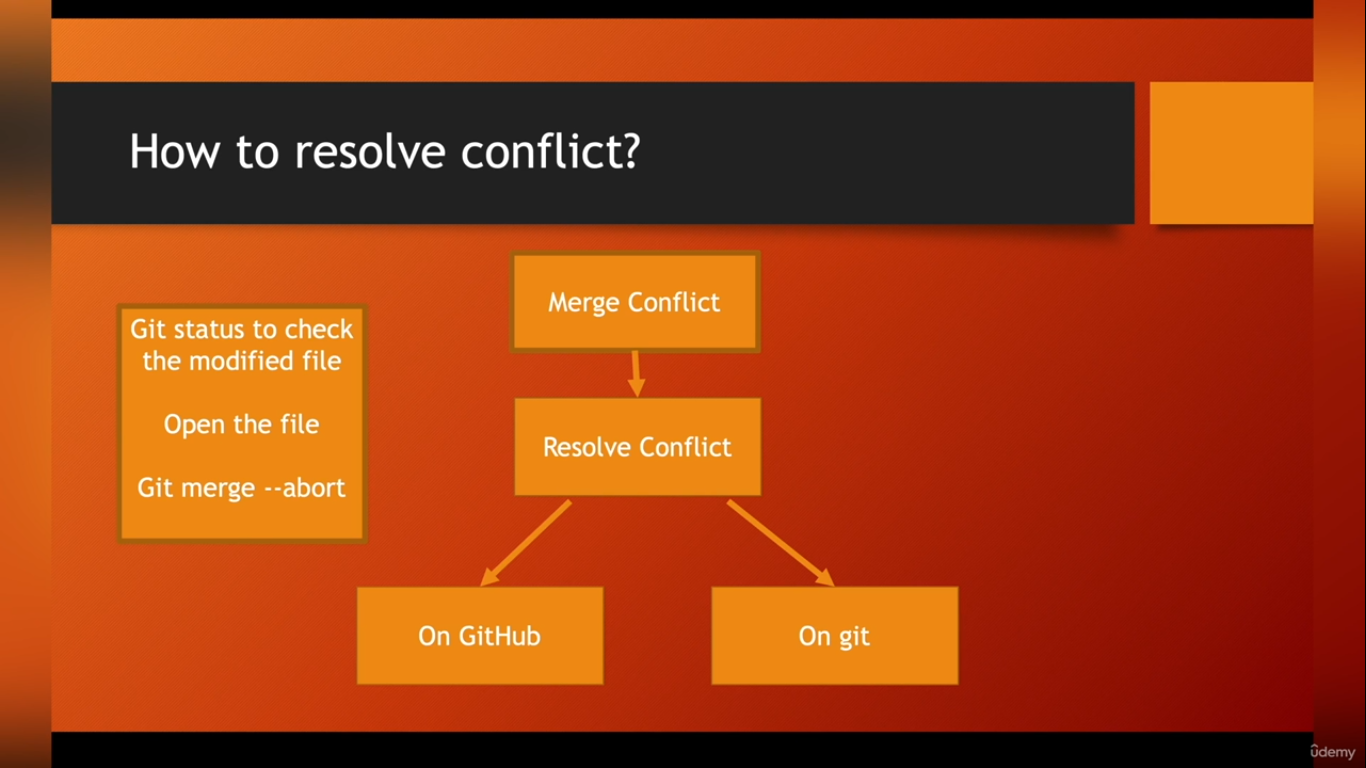 How to resolve conflict?
Merge Conflict
Git status to check
the modified file
Open the file
Git merge --abort
Resolve Conflict
On GitHub
On git
ûdemy